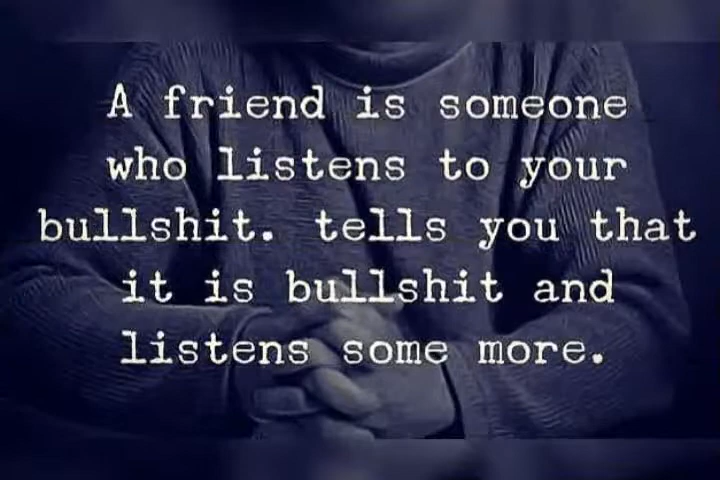 A friend is someone
who listens to your
bullshit. tells you that
it is bullshit and
listens some more.